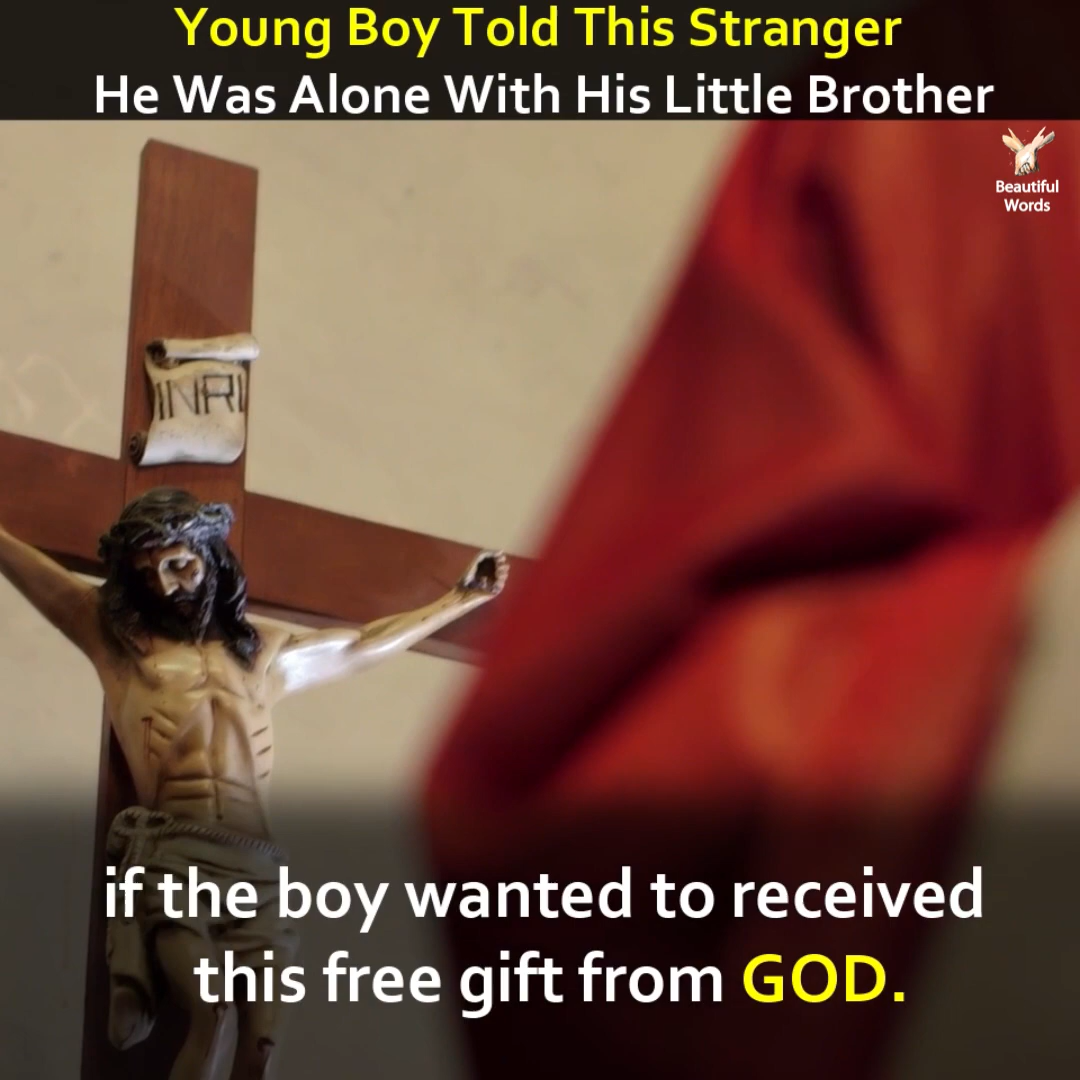 Young Boy Told This Stranger
He Was Alone With His Little Brother
Beautiful
Words
INRI
if the boy wanted to received
this free gift from GOD.